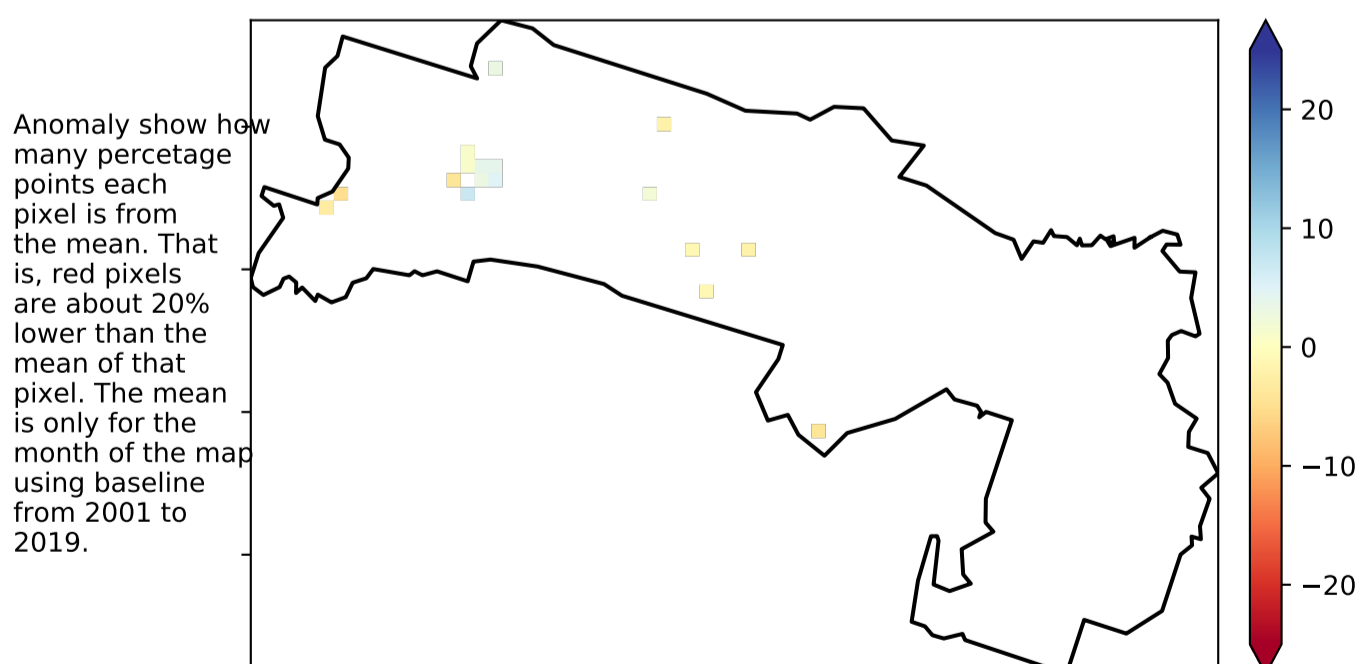 Anomaly show how
many percetage
points each
pixel is from
the mean. That
is, red pixels
are about 20%
lower than the
mean of that
pixel. The mean
is only for the
month of the map
using baseline
from 2001 to
2019.
20
10
0
−10
−20